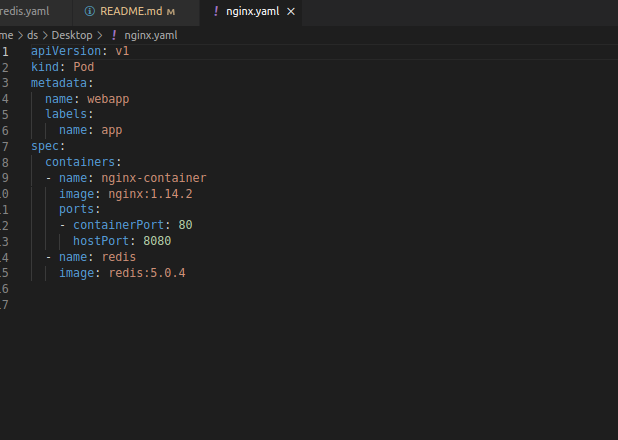 redis.yaml README.md M ! nginx.yaml ×
me > ds > Desktop > ! nginx.yaml
1 apiVersion: v1
2 kind: Pod
3 metadata:
4   name: webapp
5   labels:
6     name: app
7 spec:
8   containers:
9   - name: nginx-container
0     image: nginx:1.14.2
1     ports:
2     - containerPort: 80
3       hostPort: 8080
4   - name: redis
5     image: redis:5.0.4
6
7